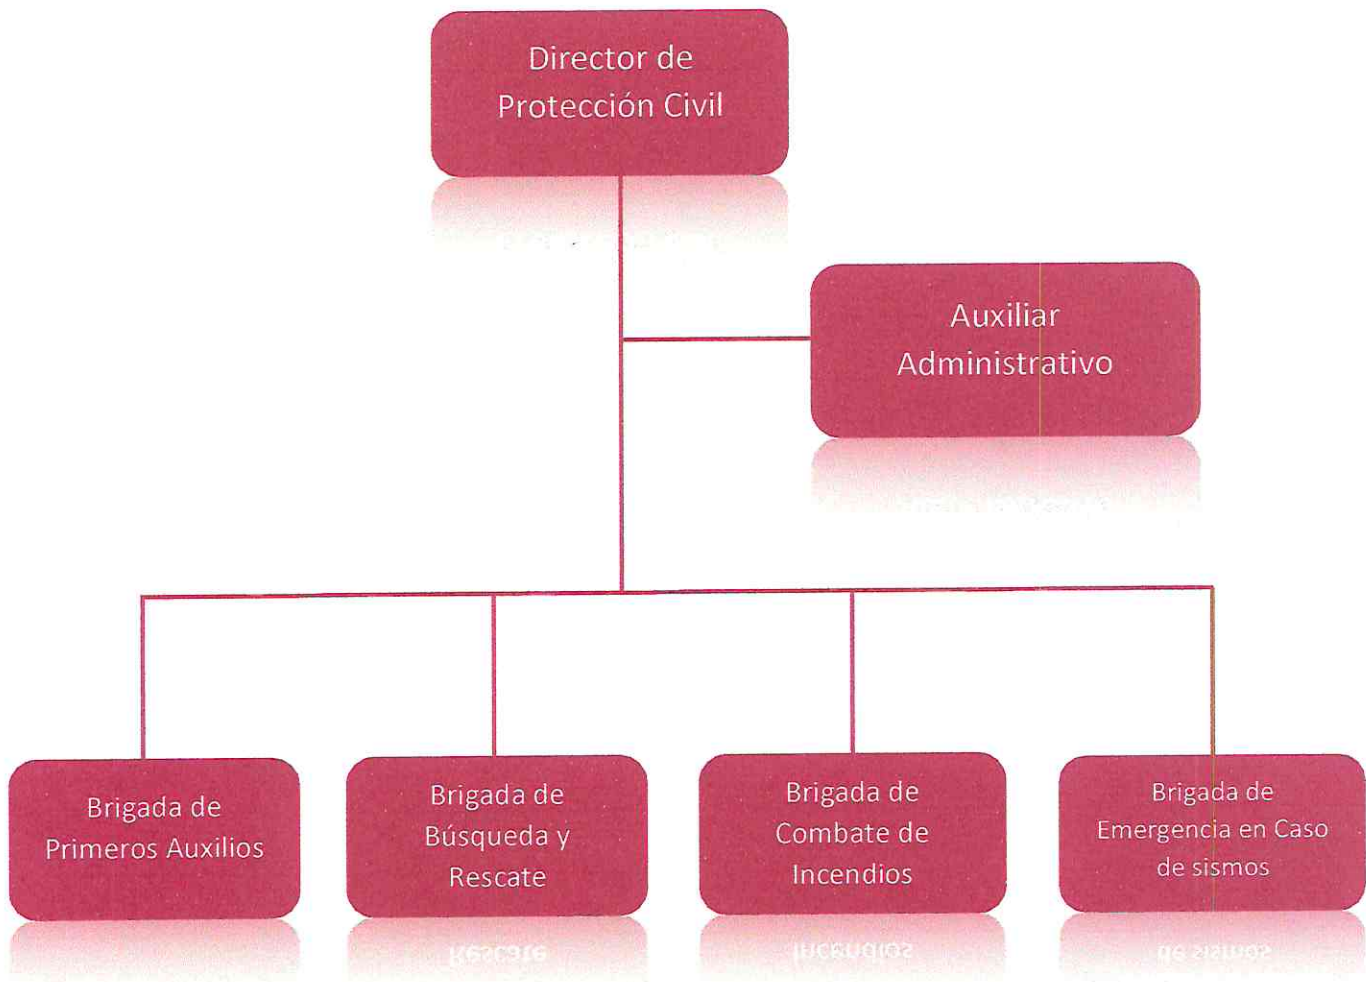 Director de
Protección Civil
Auxiliar
Administrativo
Brigada de
Primeros Auxilios
Brigada de
Búsqueda y
Rescate
Brigada de
Combate de
Incendios
Brigada de
Emergencia en Caso
de sismos